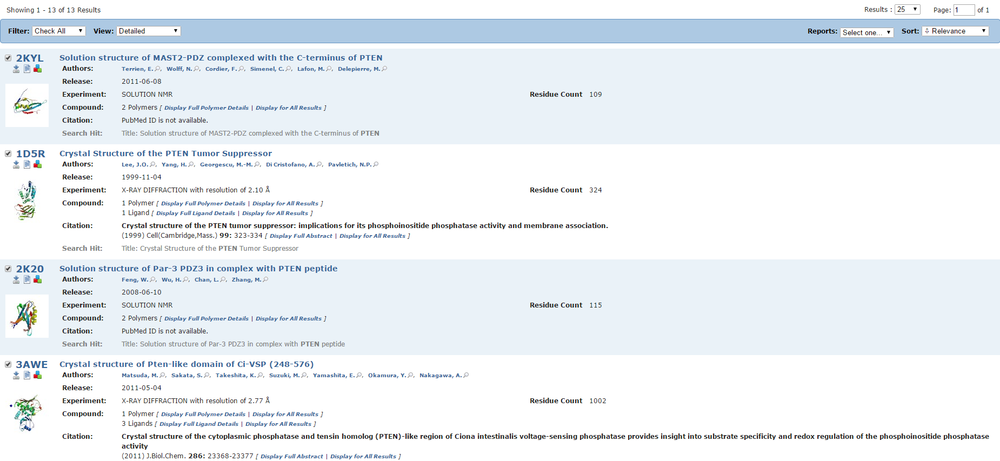 Showing 1 - 13 of 13 Results Results : 25 Page: 1 of 1
Filter: Check All View: Detailed Reports: Select one... Sort: ⇩ Relevance
2KYL Solution structure of MAST2-PDZ complexed with the C-terminus of PTEN
Authors: Terrien, E., Wolff, N., Cordier, F., Simenel, C., Lafon, M., Delepierre, M.
Release: 2011-06-08
Experiment: SOLUTION NMR Residue Count 109
Compound: 2 Polymers [ Display Full Polymer Details | Display for All Results ]
Citation: PubMed ID is not available.
Search Hit: Title: Solution structure of MAST2-PDZ complexed with the C-terminus of PTEN
1D5R Crystal Structure of the PTEN Tumor Suppressor
Authors: Lee, J.O., Yang, H., Georgescu, M.-M., Di Cristofano, A., Pavletich, N.P.
Release: 1999-11-04
Experiment: X-RAY DIFFRACTION with resolution of 2.10 Å Residue Count 324
Compound: 1 Polymer [ Display Full Polymer Details | Display for All Results ]
1 Ligand [ Display Full Ligand Details | Display for All Results ]
Citation: Crystal structure of the PTEN tumor suppressor: implications for its phosphoinositide phosphatase activity and membrane association.
(1999) Cell(Cambridge,Mass.) 99: 323-334 [ Display Full Abstract | Display for All Results ]
Search Hit: Title: Crystal Structure of the PTEN Tumor Suppressor
2K20 Solution structure of Par-3 PDZ3 in complex with PTEN peptide
Authors: Feng, W., Wu, H., Chan, L., Zhang, M.
Release: 2008-06-10
Experiment: SOLUTION NMR Residue Count 115
Compound: 2 Polymers [ Display Full Polymer Details | Display for All Results ]
Citation: PubMed ID is not available.
Search Hit: Title: Solution structure of Par-3 PDZ3 in complex with PTEN peptide
3AWE Crystal structure of Pten-like domain of Ci-VSP (248-576)
Authors: Matsuda, M., Sakata, S., Takeshita, K., Suzuki, M., Yamashita, E., Okamura, Y., Nakagawa, A.
Release: 2011-05-04
Experiment: X-RAY DIFFRACTION with resolution of 2.77 Å Residue Count 1002
Compound: 1 Polymer [ Display Full Polymer Details | Display for All Results ]
3 Ligands [ Display Full Ligand Details | Display for All Results ]
Citation: Crystal structure of the cytoplasmic phosphatase and tensin homolog (PTEN)-like region of Ciona intestinalis voltage-sensing phosphatase provides insight into substrate specificity and redox regulation of the phosphoinositide phosphatase
activity
(2011) J.Biol.Chem. 286: 23368-23377 [ Display Full Abstract | Display for All Results ]